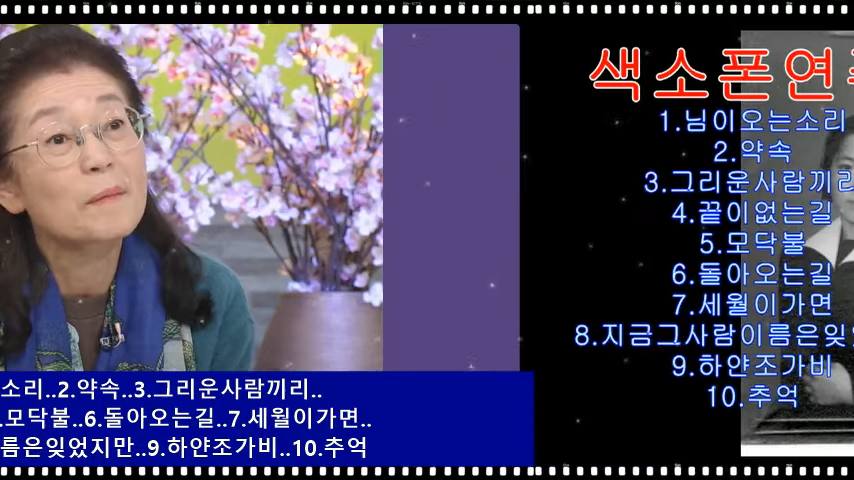 색소폰연
1.님이오는소리
2.약속
3.그리운사람끼리
4.끝이없는길
5.모닥불
6.돌아오는길
7.세월이가면
8.지금그사람이름은잊
9.하얀조가비
10.추억
소리..2.약속..3.그리운사람끼리..
.모닥불..6.돌아오는길..7.세월이가면..
름은잊었지만..9.하얀조가비..10.추억